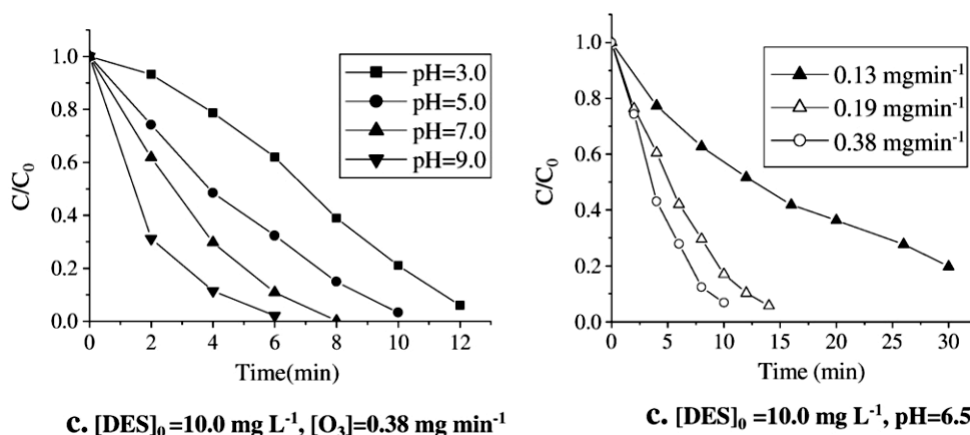 C/C₀
1.0
0.8
0.6
0.4
0.2
0.0
0 2 4 6 8 10 12
Time(min)
pH=3.0
pH=5.0
pH=7.0
pH=9.0
c. [DES]₀ =10.0 mg L⁻¹, [O₃]=0.38 mg min⁻¹
C/C₀
1.0
0.8
0.6
0.4
0.2
0.0
0 5 10 15 20 25 30
Time (min)
0.13 mgmin⁻¹
0.19 mgmin⁻¹
0.38 mgmin⁻¹
c. [DES]₀ =10.0 mg L⁻¹, pH=6.5